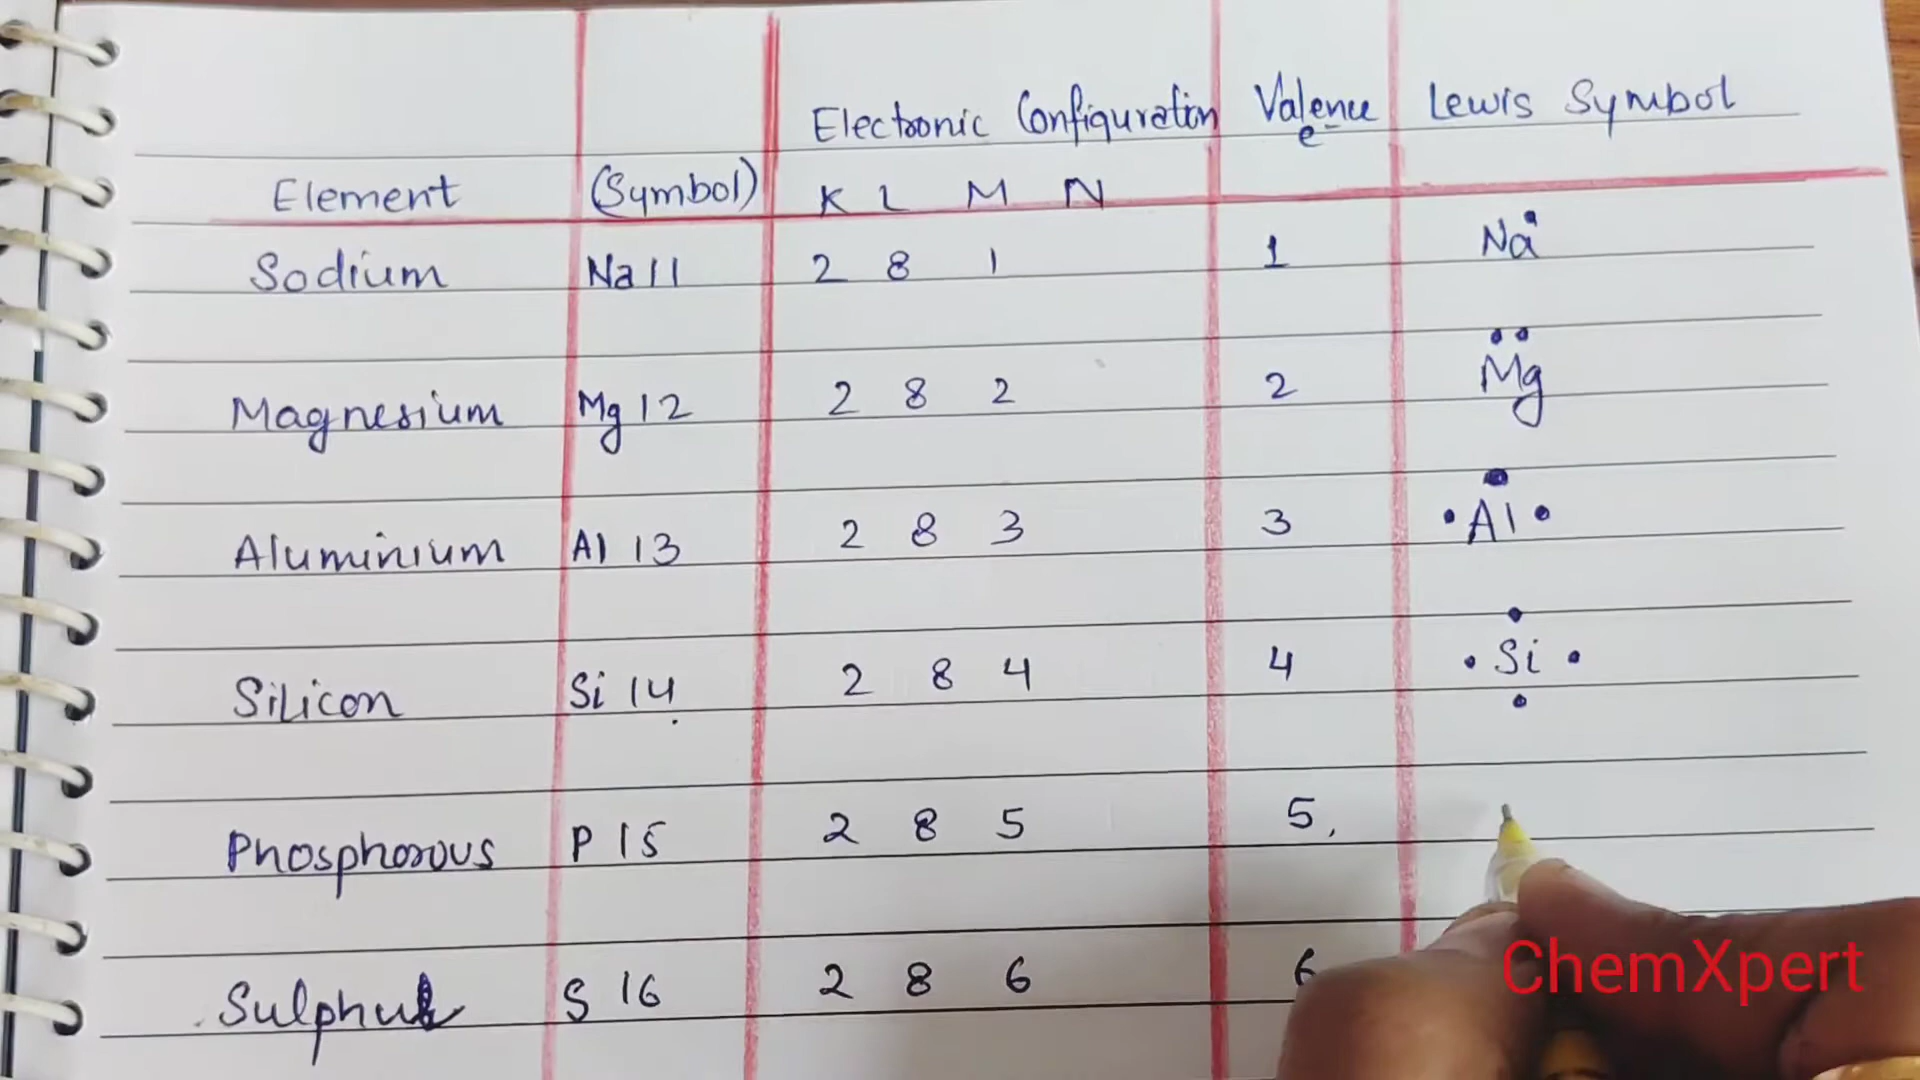 Electronic Configuration Valence Lewis Symbol
e-
Element (Symbol) K L M N
Sodium Na 11 2 8 1 1 Na
Magnesium Mg 12 2 8 2 2 Mg
Aluminium Al 13 2 8 3 3 Al
Silicon Si 14 2 8 4 4 Si
Phosphorous P 15 2 8 5 5,
Sulphur S 16 2 8 6 6
ChemXpert